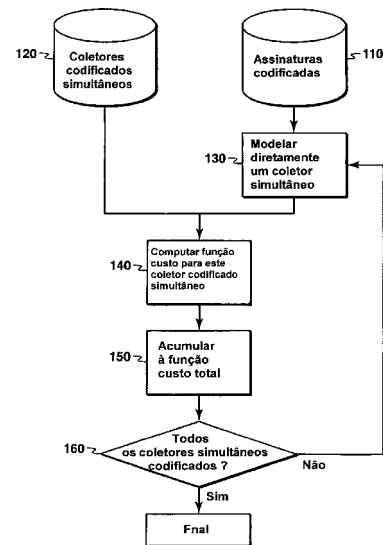 120
Coletores
codificados
simultâneos
Assinaturas
codificadas
110
130
Modelar
diretamente
um coletor
simultâneo
140
Computar função
custo para este
coletor codificado
simultâneo
150
Acumular
à função
custo total
160
Todos
os coletores simultâneos
codificados ?
Não
Sim
Fnal